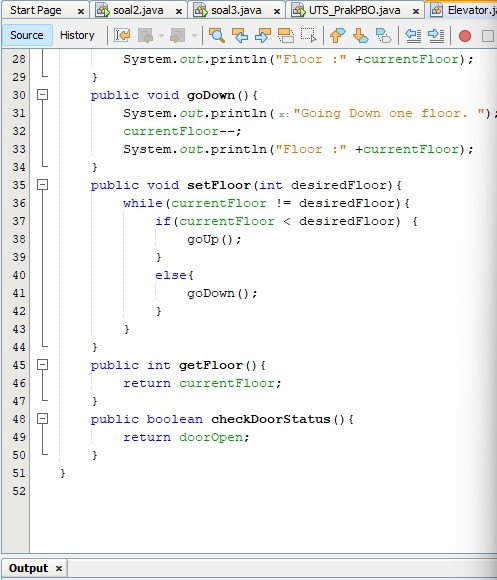 Start Page × soal2.java × soal3.java × UTS_PrakPBO.java × Elevator.ja
Source History
28 System.out.println("Floor :" +currentFloor);
29 }
30 public void goDown(){
31 System.out.println(x:"Going Down one floor. ");
32 currentFloor--;
33 System.out.println("Floor :" +currentFloor);
34 }
35 public void setFloor(int desiredFloor){
36 while(currentFloor != desiredFloor){
37 if(currentFloor < desiredFloor) {
38 goUp();
39 }
40 else{
41 goDown();
42 }
43 }
44 }
45 public int getFloor(){
46 return currentFloor;
47 }
48 public boolean checkDoorStatus(){
49 return doorOpen;
50 }
51 }
52
Output ×